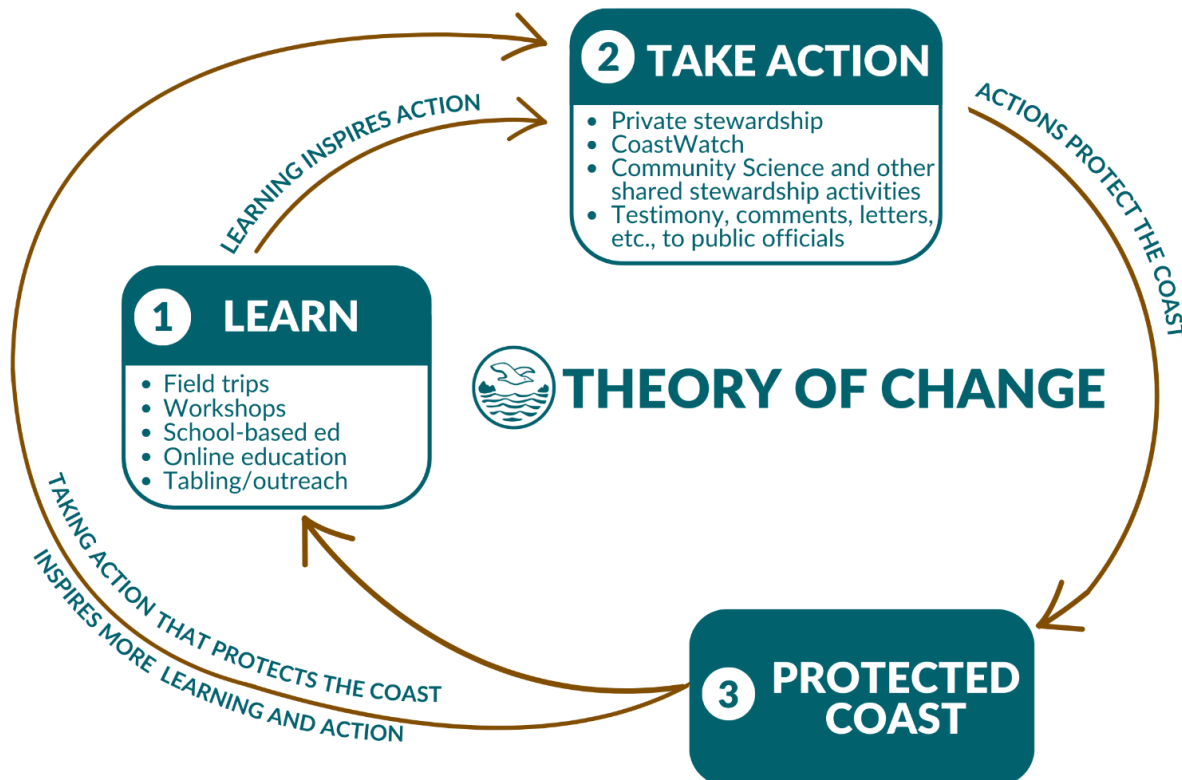 2 TAKE ACTION
• Private stewardship
• CoastWatch
• Community Science and other
shared stewardship activities
• Testimony, comments, letters,
etc., to public officials
LEARNING INSPIRES ACTION
ACTIONS PROTECT THE COAST
1 LEARN
• Field trips
• Workshops
• School-based ed
• Online education
• Tabling/outreach
THEORY OF CHANGE
TAKING ACTION THAT PROTECTS THE COAST
INSPIRES MORE LEARNING AND ACTION
3 PROTECTED
COAST